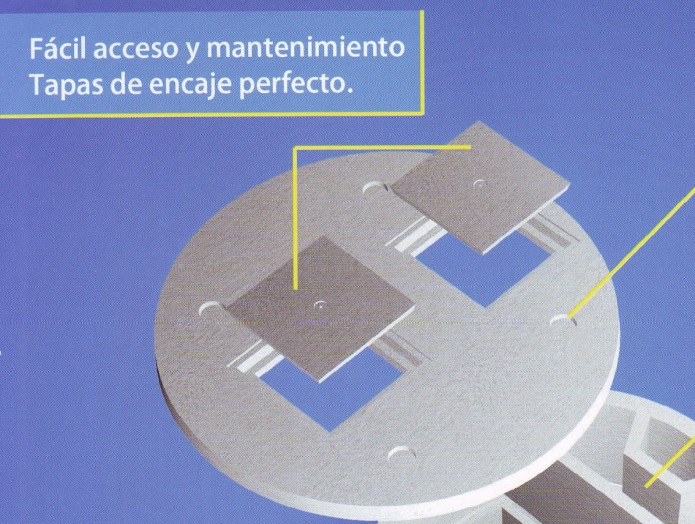 Fácil acceso y mantenimiento
Tapas de encaje perfecto.